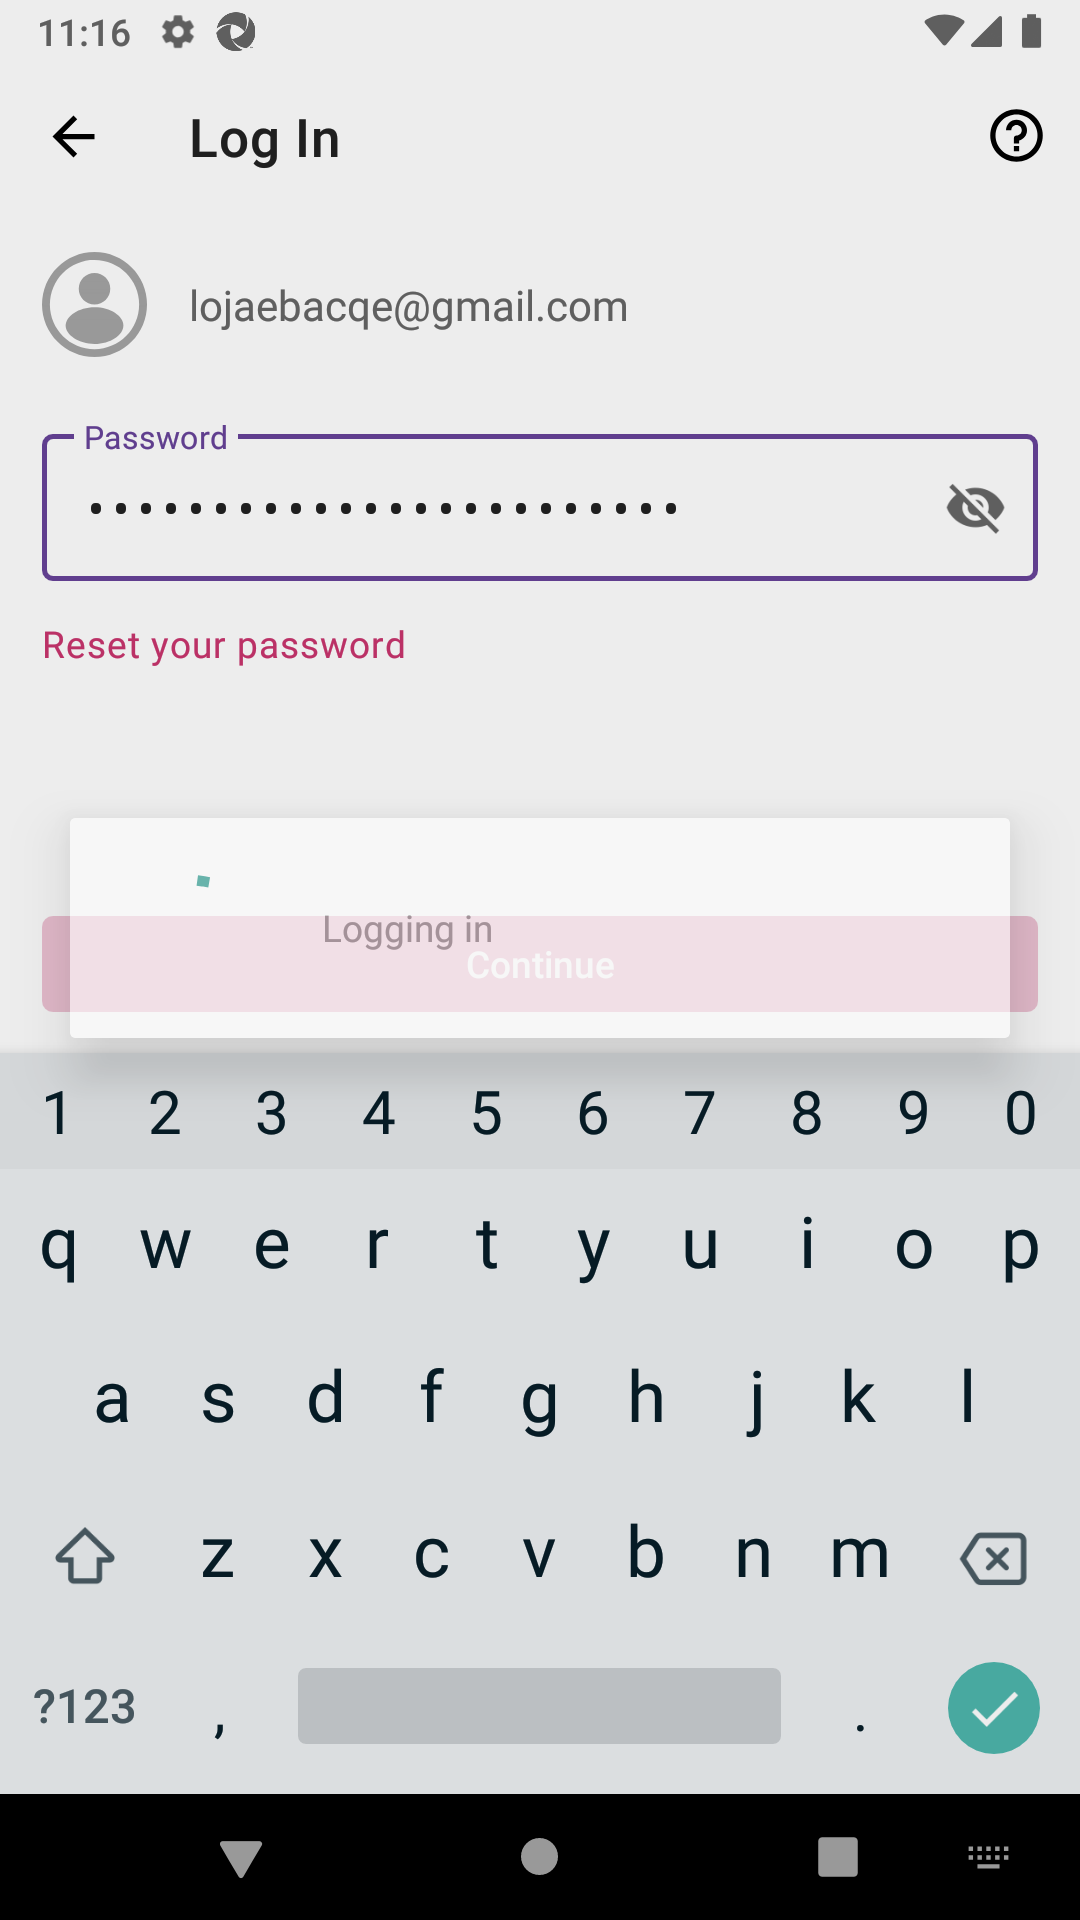 11:16
Log In
lojaebacqe@gmail.com
Password
••••••••••••••••••••••••
Reset your password
Logging in
Continue
1 2 3 4 5 6 7 8 9 0
q w e r t y u i o p
a s d f g h j k l
z x c v b n m
?123 , .